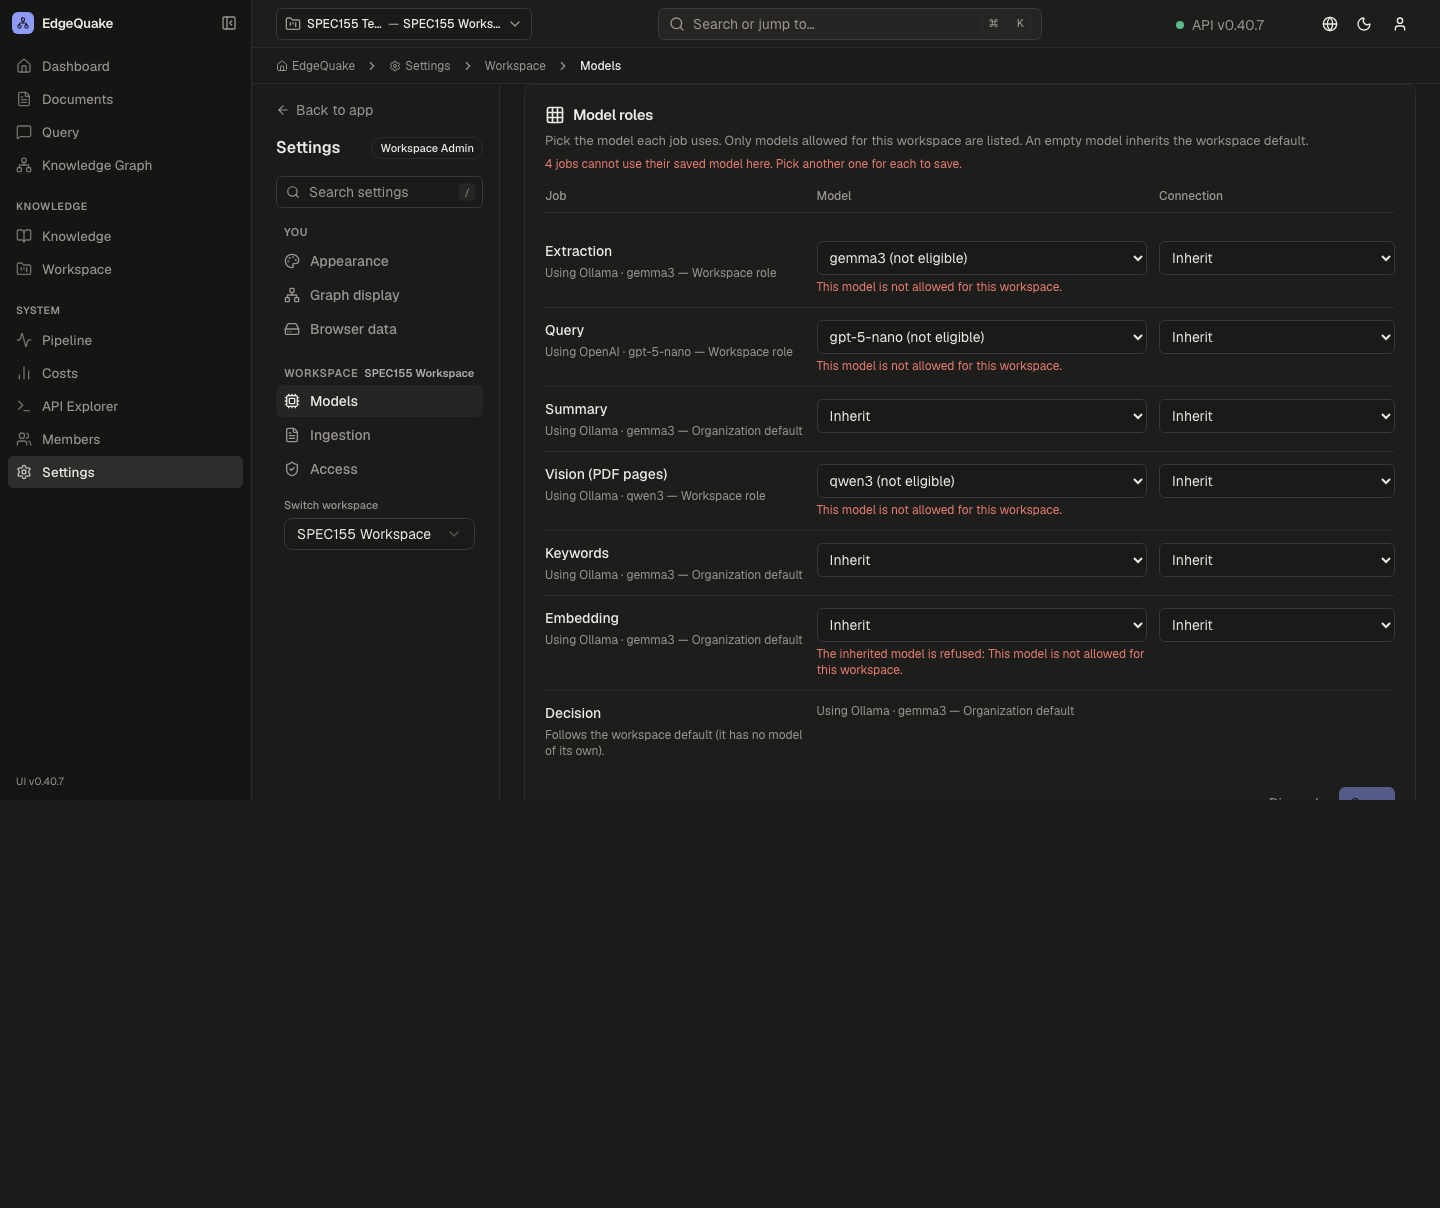 EdgeQuake
Dashboard
Documents
Query
Knowledge Graph
KNOWLEDGE
Knowledge
Workspace
SYSTEM
Pipeline
Costs
API Explorer
Members
Settings
UI v0.40.7
SPEC155 Te... — SPEC155 Works...
Search or jump to...
⌘ K
API v0.40.7
EdgeQuake > Settings > Workspace > Models
Back to app
Settings
Workspace Admin
Search settings /
YOU
Appearance
Graph display
Browser data
WORKSPACE SPEC155 Workspace
Models
Ingestion
Access
Switch workspace
SPEC155 Workspace
Model roles
Pick the model each job uses. Only models allowed for this workspace are listed. An empty model inherits the workspace default.
4 jobs cannot use their saved model here. Pick another one for each to save.
Job Model Connection
Extraction
Using Ollama · gemma3 — Workspace role
gemma3 (not eligible)
This model is not allowed for this workspace.
Inherit
Query
Using OpenAI · gpt-5-nano — Workspace role
gpt-5-nano (not eligible)
This model is not allowed for this workspace.
Inherit
Summary
Using Ollama · gemma3 — Organization default
Inherit
Inherit
Vision (PDF pages)
Using Ollama · qwen3 — Workspace role
qwen3 (not eligible)
This model is not allowed for this workspace.
Inherit
Keywords
Using Ollama · gemma3 — Organization default
Inherit
Inherit
Embedding
Using Ollama · gemma3 — Organization default
Inherit
The inherited model is refused: This model is not allowed for
this workspace.
Inherit
Decision
Follows the workspace default (it has no model
of its own).
Using Ollama · gemma3 — Organization default